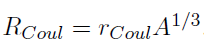 R_{Coul} = r_{Coul}A^{1/3}